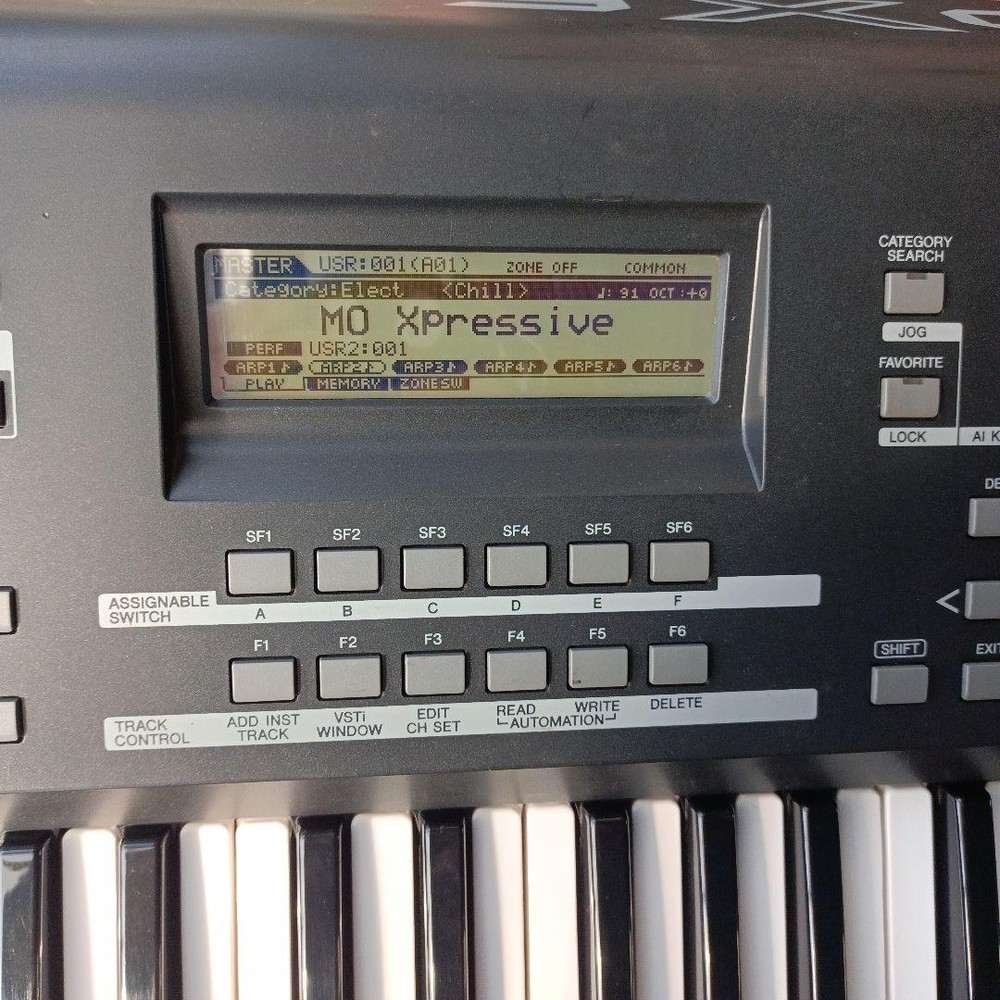 MASTER USR:001(A01) ZONE OFF COMMON
Category:Elect <Chill> ♩: 91 OCT:+0
MO Xpressive
PERF USR2:001
ARP1♪ ARP2♪ ARP3♪ ARP4♪ ARP5♪ ARP6♪
PLAY MEMORY ZONESW
CATEGORY
SEARCH
JOG
FAVORITE
LOCK AI K
SF1 SF2 SF3 SF4 SF5 SF6
ASSIGNABLE
SWITCH
A B C D E F
F1 F2 F3 F4 F5 F6
TRACK
CONTROL
ADD INST
TRACK
VSTi
WINDOW
EDIT
CH SET
READ WRITE
AUTOMATION
DELETE
DE
<
SHIFT
EXIT